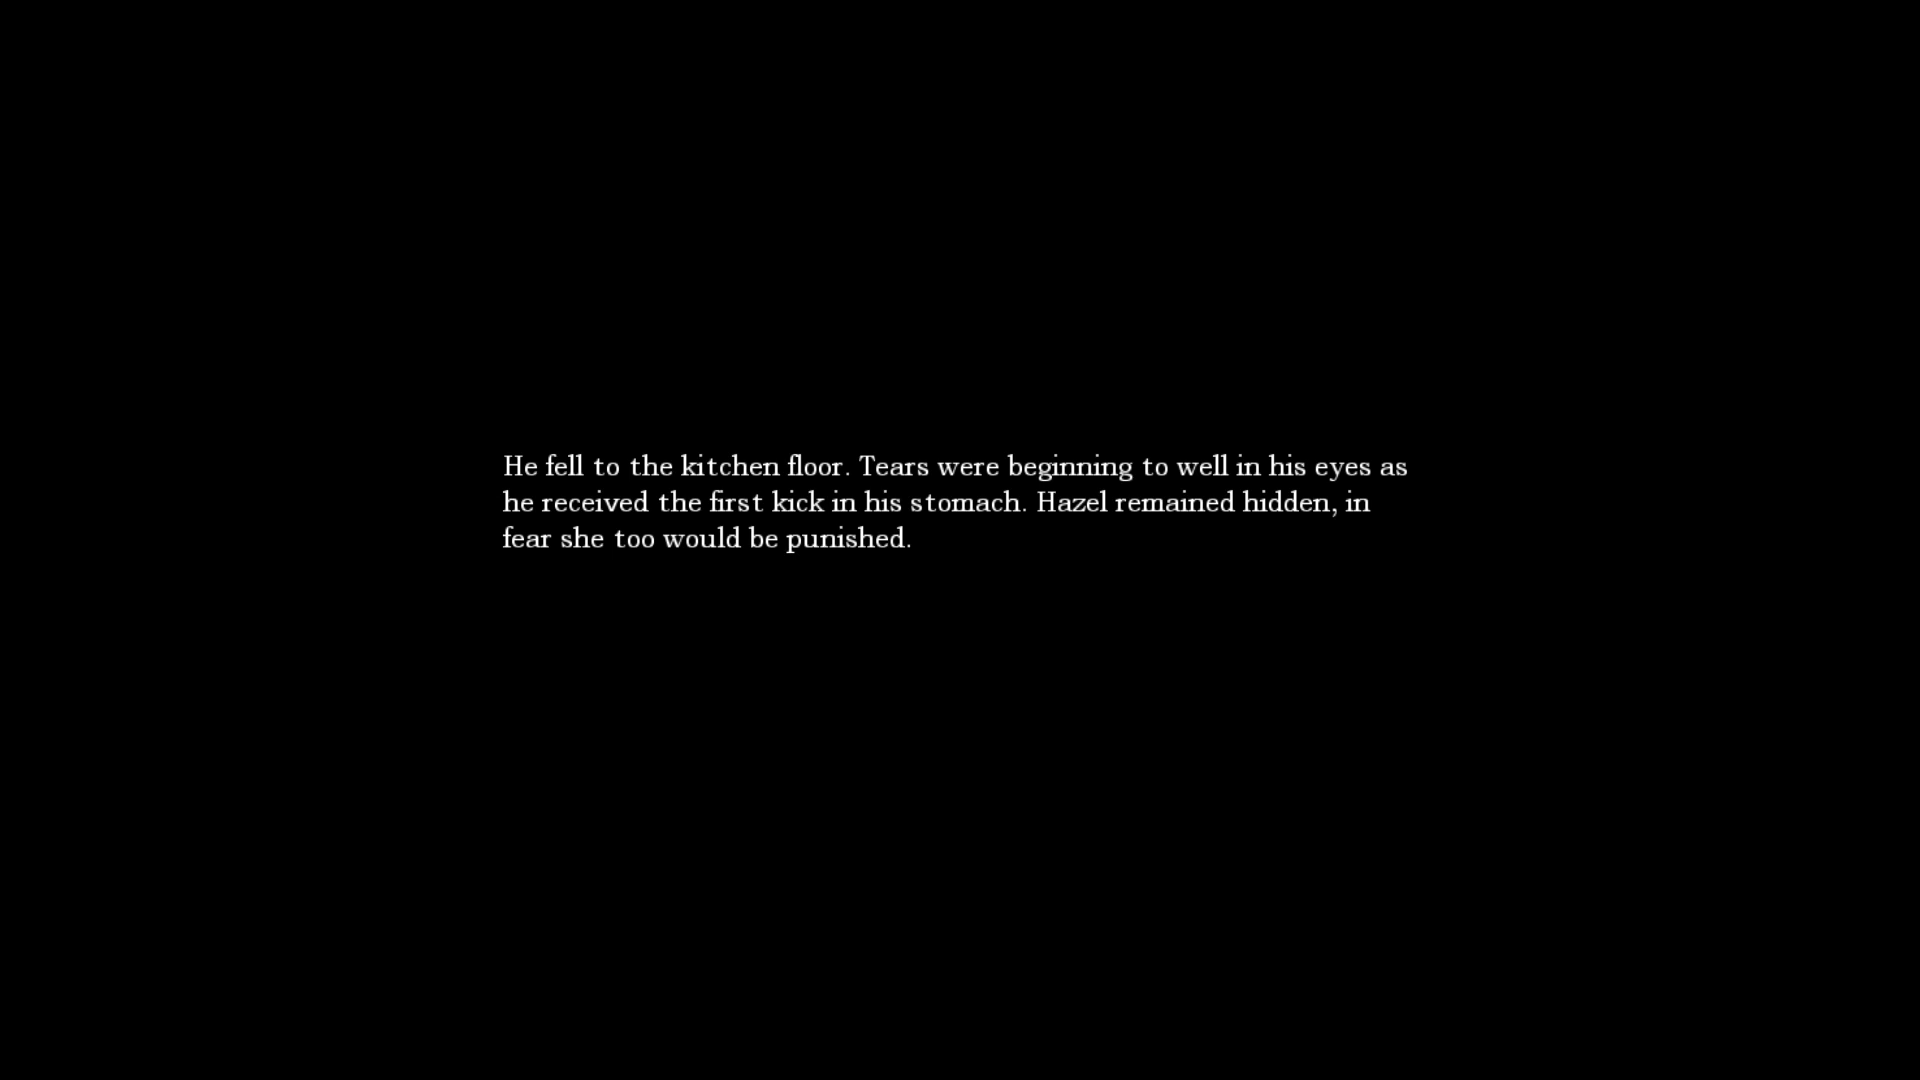 He fell to the kitchen floor. Tears were beginning to well in his eyes as
he received the first kick in his stomach. Hazel remained hidden, in
fear she too would be punished.